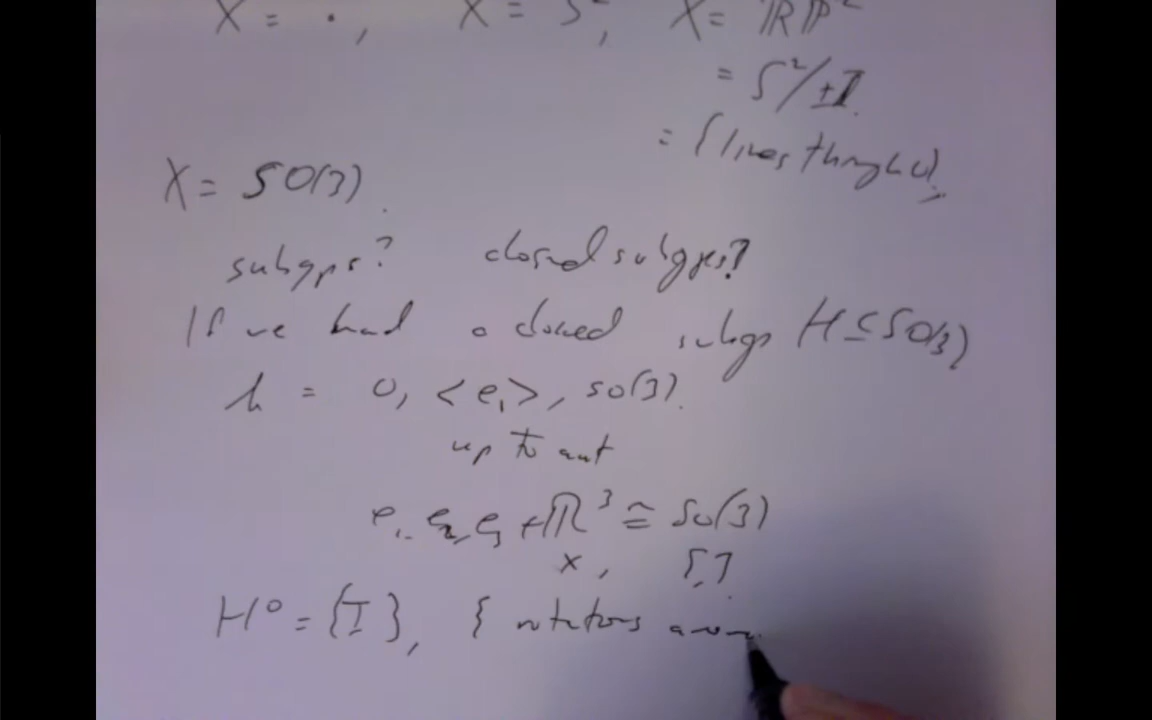 X = ·, X = S², X = ℝℙ²
= S²/±I.
= {lines through 0}.
X = SO(3).
subgps? closed subgps?
If we had a closed subgp H ≤ SO(3)
h = 0, <e₁>, so(3).
up to aut
e₁, e₂, e₃ ∈ ℝ³ ≅ so(3)
×, [,].
H⁰ = {I}, { rotations aroun